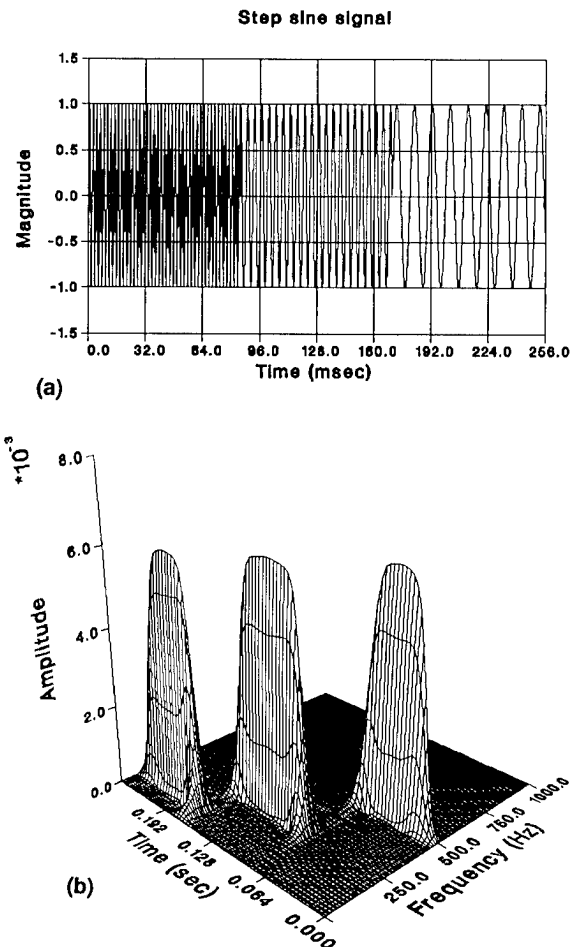 Step sine signal
1.5
1.0
0.5
0.0
-0.5
-1.0
-1.5
Magnitude
0.0 32.0 64.0 96.0 128.0 160.0 192.0 224.0 256.0
Time (msec)
(a)
*10-3
8.0
6.0
4.0
2.0
0.0
Amplitude
0.192
0.128
0.064
0.000
Time (sec)
250.0
500.0
750.0
1000.0
Frequency (Hz)
(b)